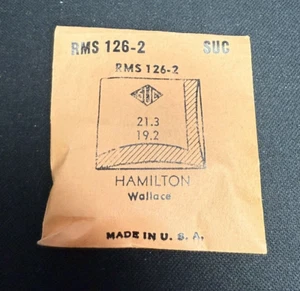 RMS 126-2 SUC
RMS 126-2
21.3
19.2
HAMILTON
Wallace
MADE IN U. S. A.